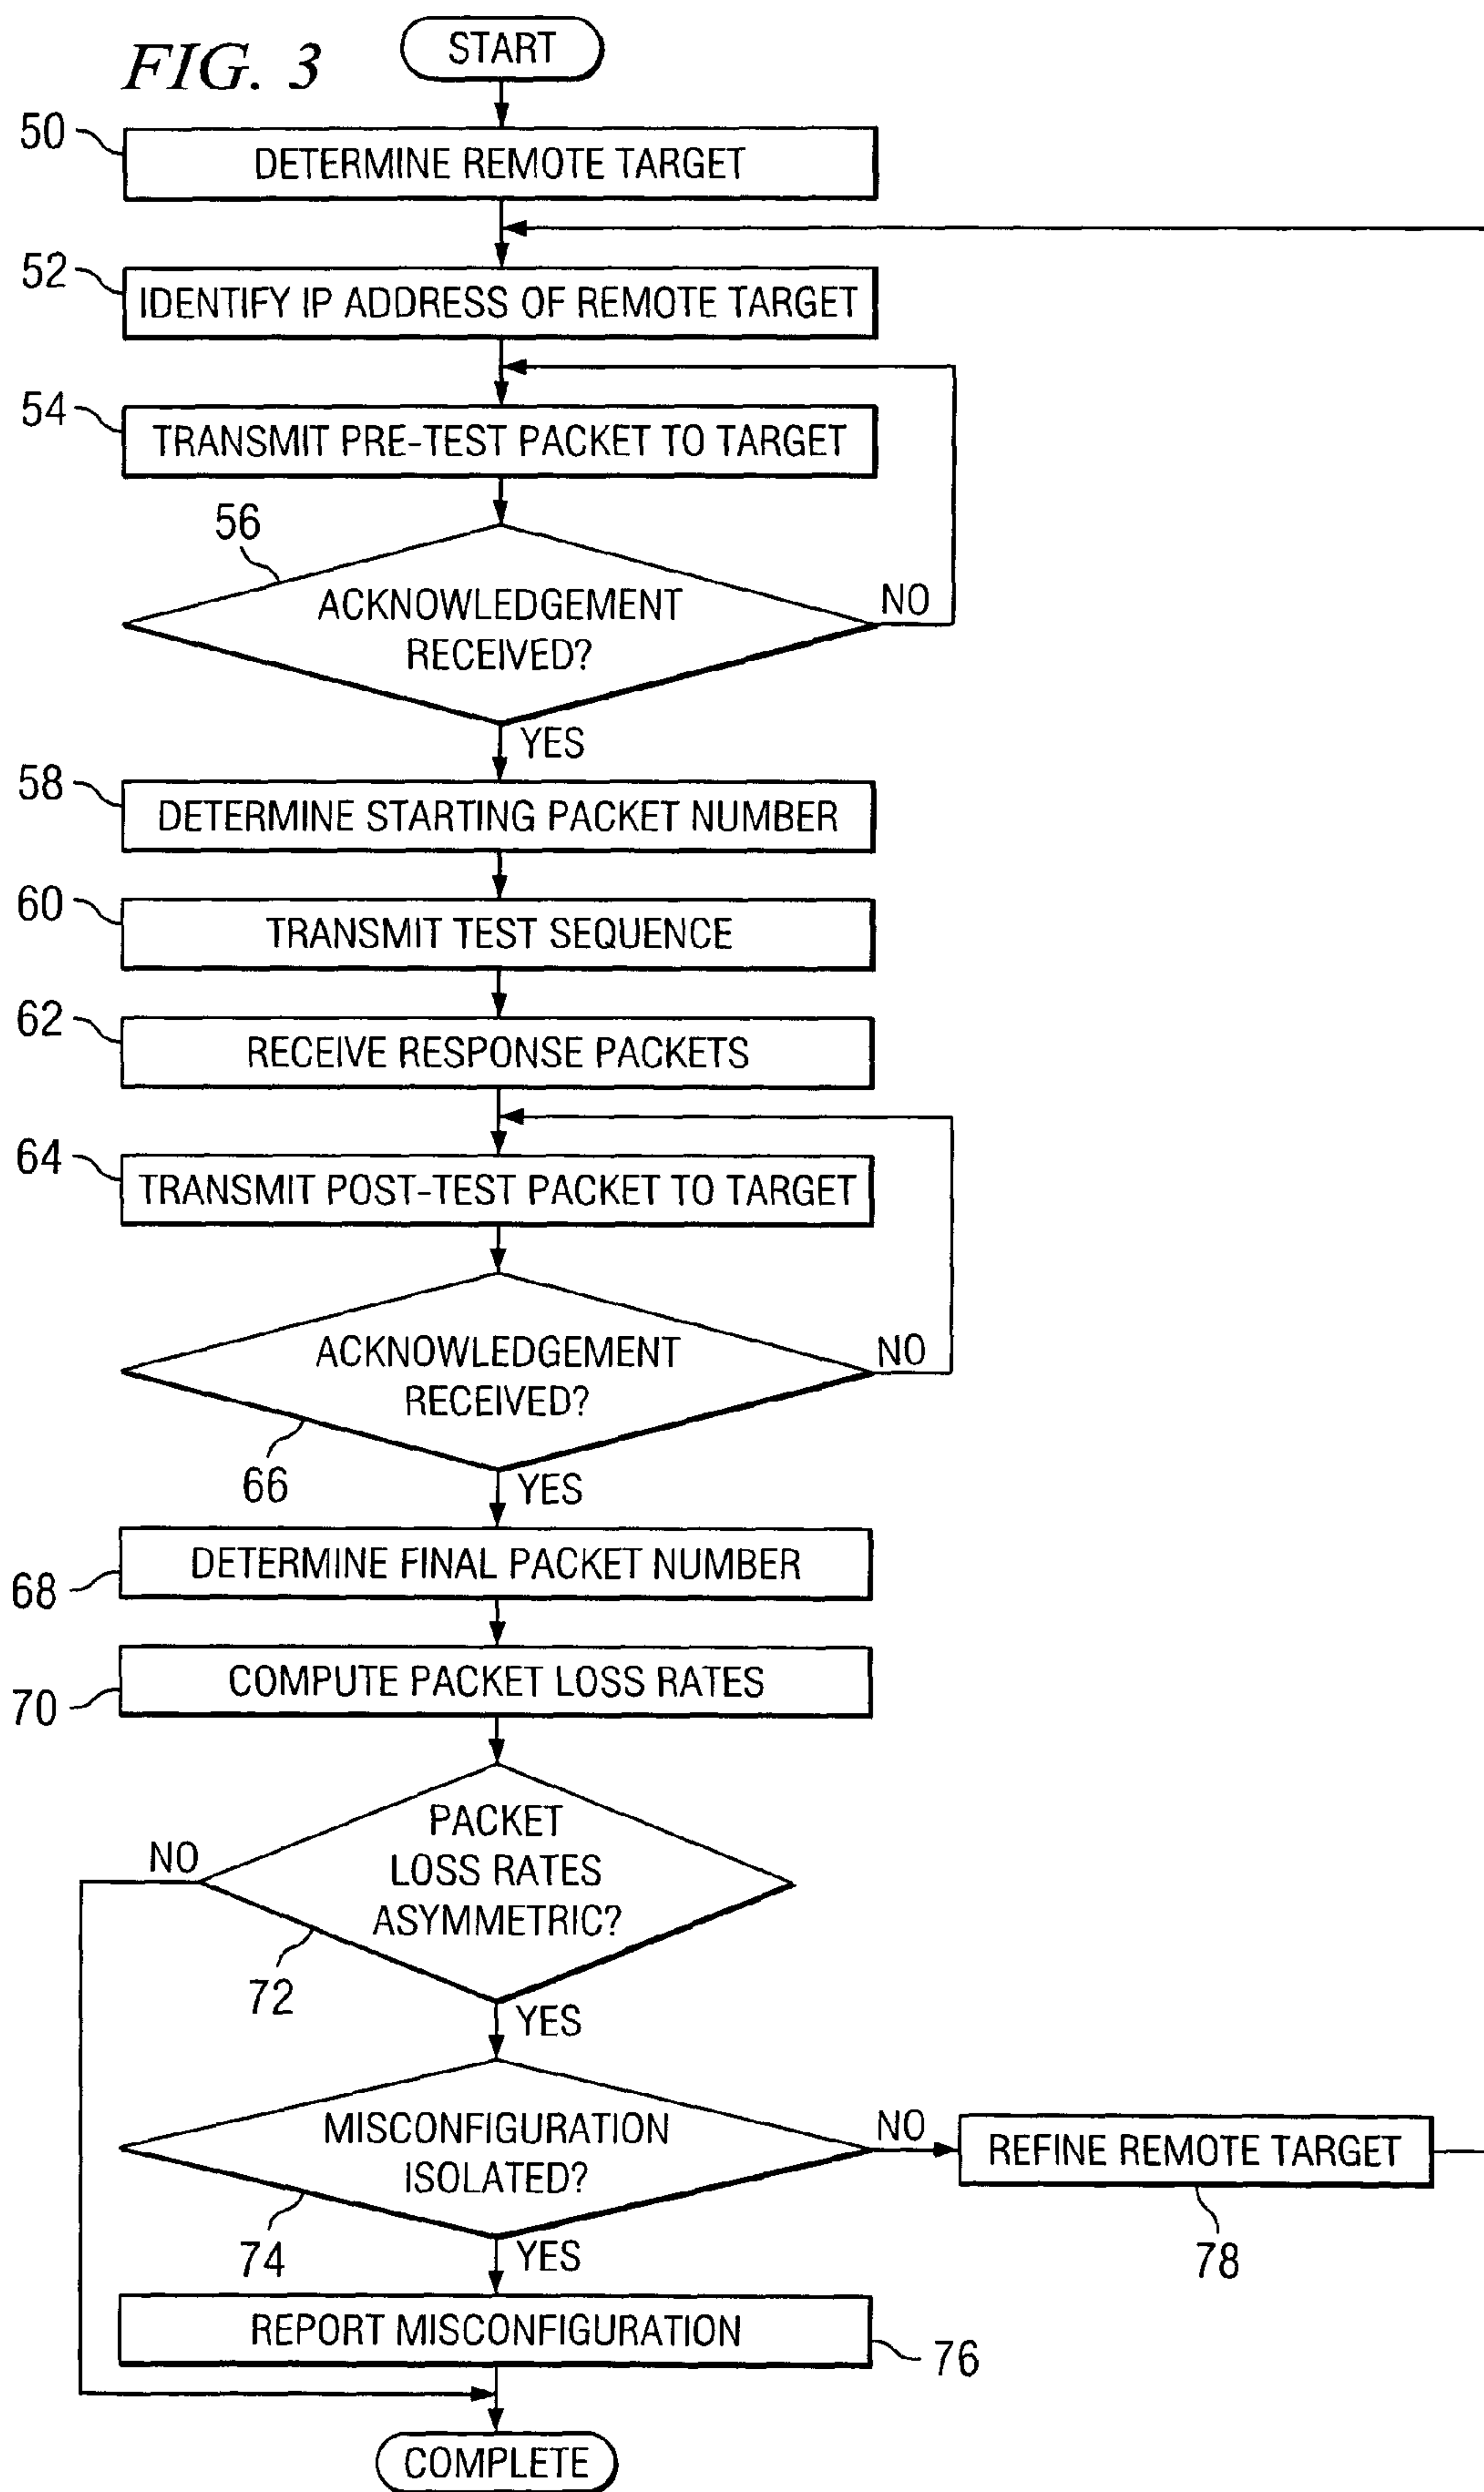 FIG. 3
START
50
DETERMINE REMOTE TARGET
52
IDENTIFY IP ADDRESS OF REMOTE TARGET
54
TRANSMIT PRE-TEST PACKET TO TARGET
56
ACKNOWLEDGEMENT
RECEIVED?
NO
YES
58
DETERMINE STARTING PACKET NUMBER
60
TRANSMIT TEST SEQUENCE
62
RECEIVE RESPONSE PACKETS
64
TRANSMIT POST-TEST PACKET TO TARGET
ACKNOWLEDGEMENT
RECEIVED?
NO
66
YES
DETERMINE FINAL PACKET NUMBER
68
COMPUTE PACKET LOSS RATES
70
PACKET
LOSS RATES
ASYMMETRIC?
NO
72
YES
MISCONFIGURATION
ISOLATED?
NO
REFINE REMOTE TARGET
74
78
YES
REPORT MISCONFIGURATION
76
COMPLETE